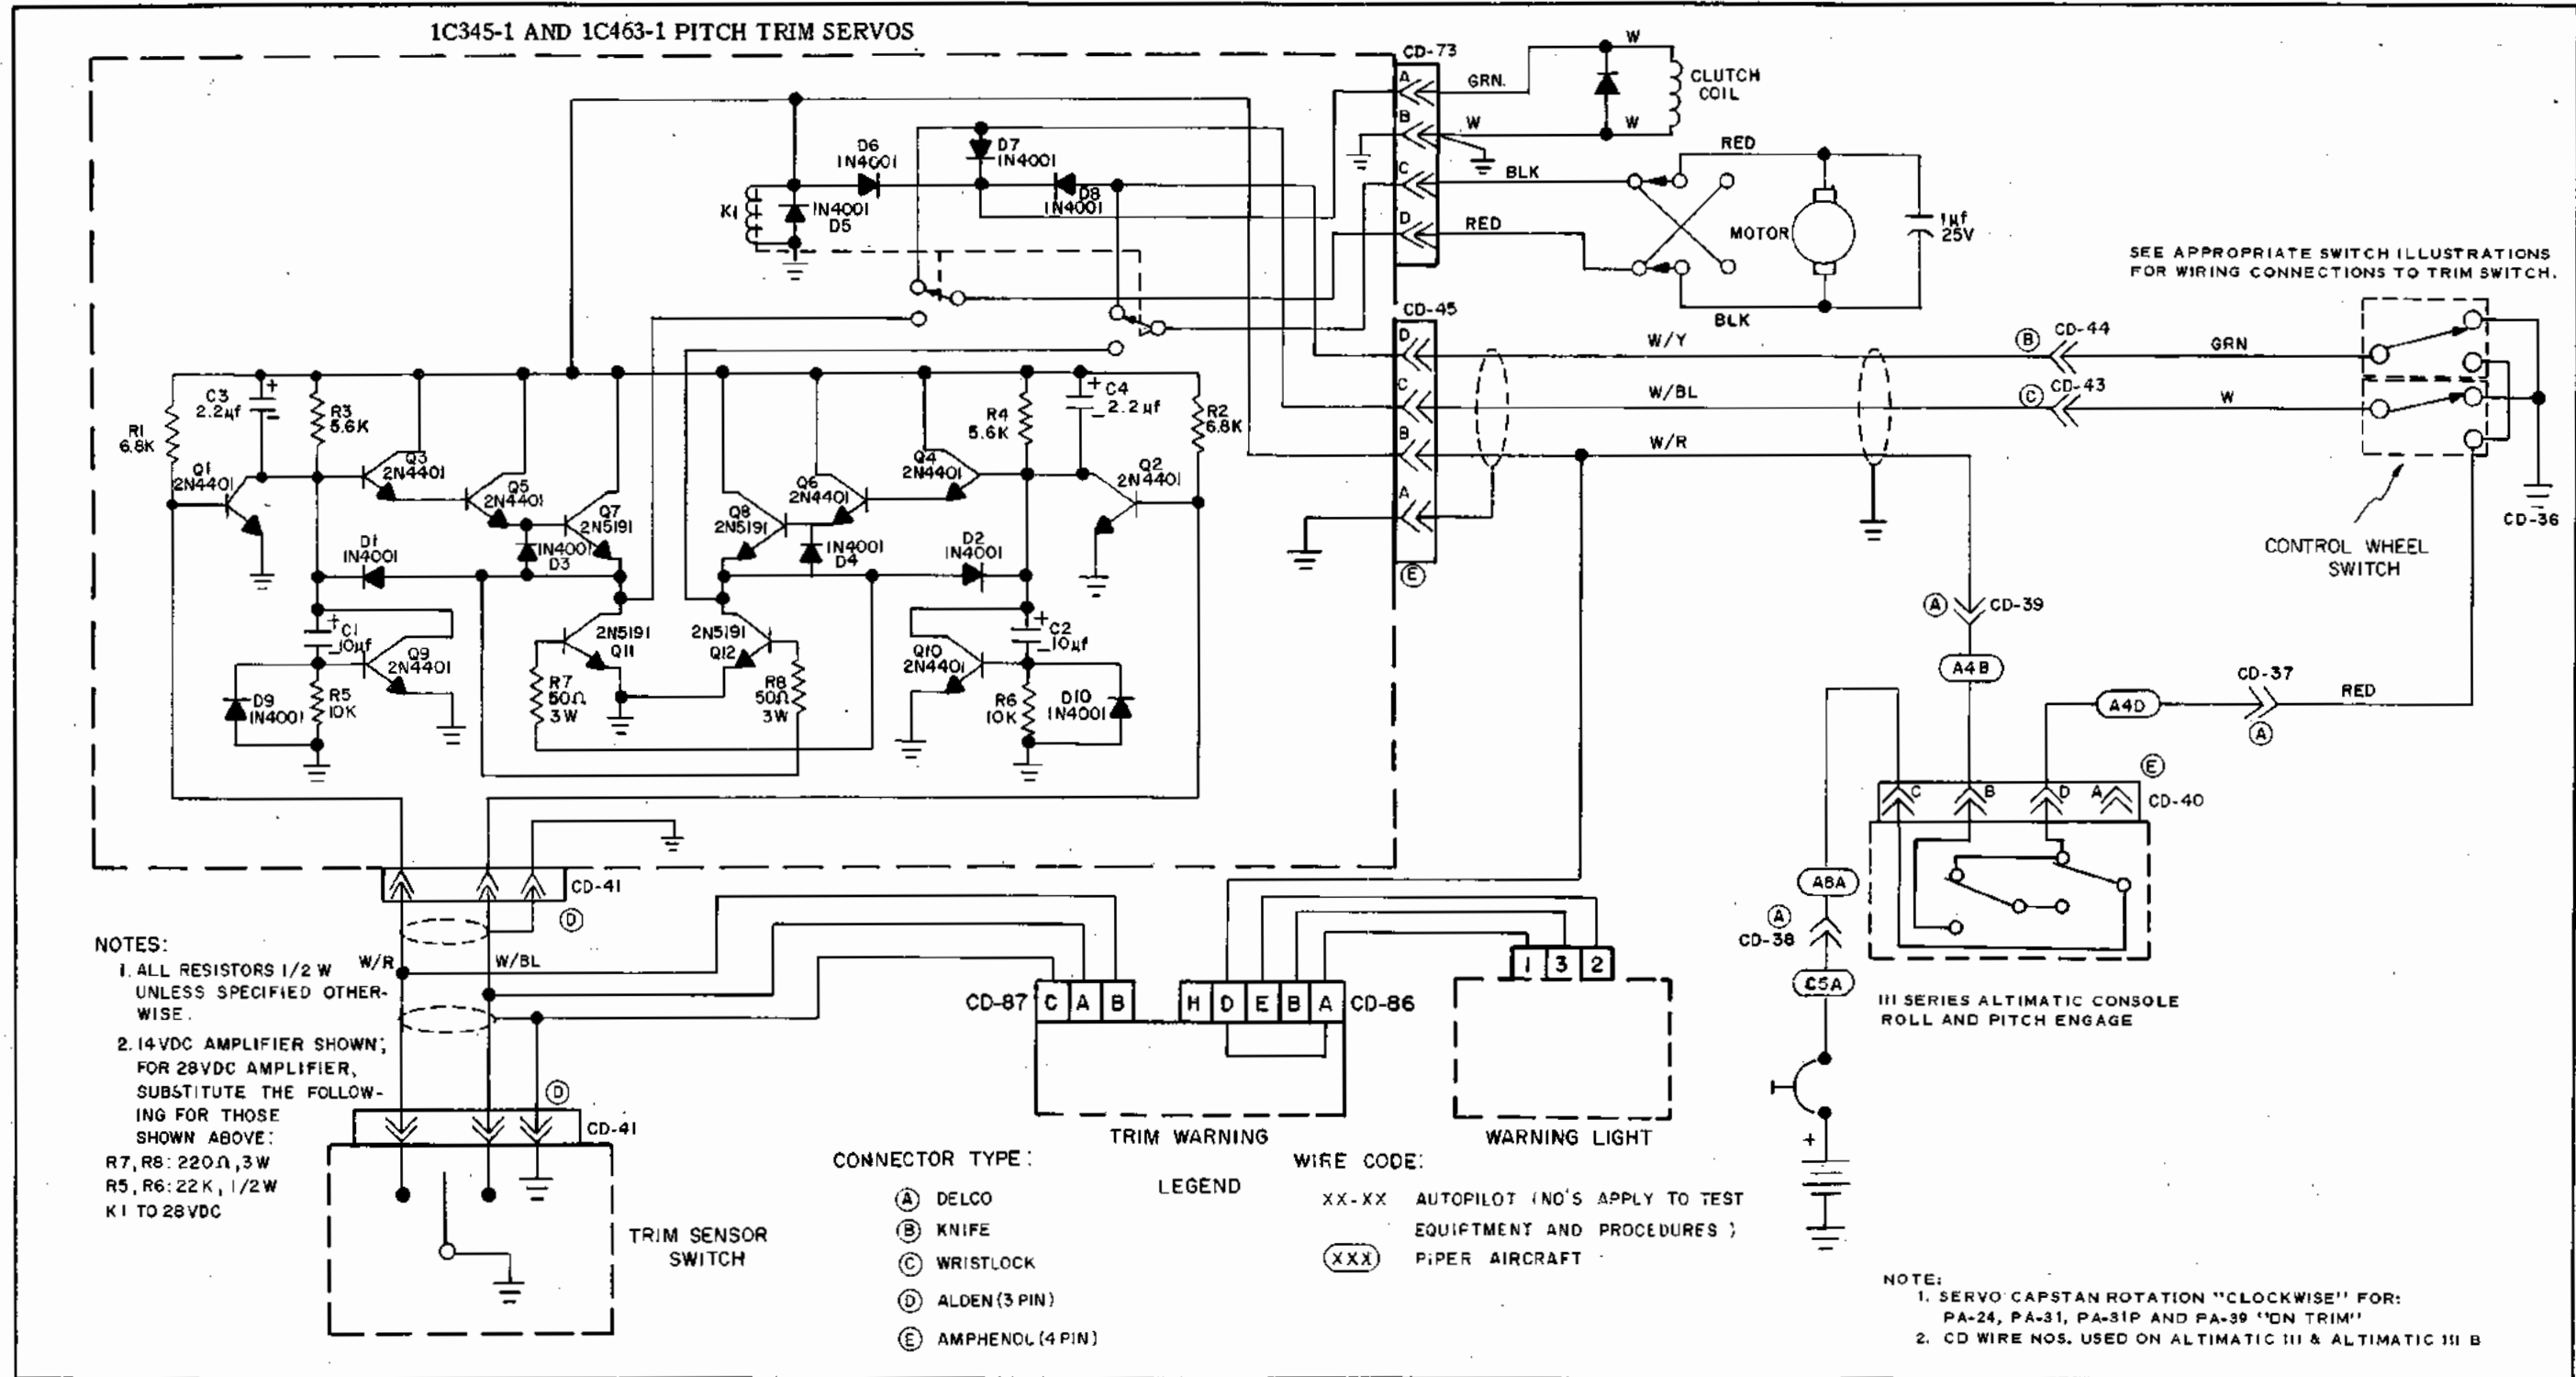 1C345-1 AND 1C463-1 PITCH TRIM SERVOS
CD-73
A
GRN.
W
CLUTCH
COIL
B
W
W
D6
1N4001
D7
1N4001
D8
1N4001
K1
1N4001
D5
C
BLK
RED
D
RED
MOTOR
1µf
25V
BLK
SEE APPROPRIATE SWITCH ILLUSTRATIONS
FOR WIRING CONNECTIONS TO TRIM SWITCH.
CD-45
D
W/Y
B
CD-44
GRN
C
W/BL
C
CD-43
W
B
W/R
A
E
CD-36
CONTROL WHEEL
SWITCH
R1
6.8K
C3
2.2µf
+
-
R3
5.6K
R4
5.6K
+
-
C4
2.2µf
R2
6.8K
Q1
2N4401
Q3
2N4401
Q5
2N4401
Q7
2N5191
Q8
2N5191
Q6
2N4401
Q4
2N4401
Q2
2N4401
D1
1N4001
1N4001
D3
1N4001
D4
D2
1N4001
+
C1
-
10µf
Q9
2N4401
2N5191
Q11
2N5191
Q12
Q10
2N4401
+
C2
-
10µf
D9
1N4001
R5
10K
R7
50Ω
3W
R8
50Ω
3W
R6
10K
D10
1N4001
A
CD-39
A4B
A4D
CD-37
A
RED
E
C
B
D
A
CD-40
A8A
A
CD-38
C5A
+
III SERIES ALTIMATIC CONSOLE
ROLL AND PITCH ENGAGE
CD-41
D
W/R
W/BL
NOTES:
1. ALL RESISTORS 1/2 W
UNLESS SPECIFIED OTHER-
WISE.
2. 14VDC AMPLIFIER SHOWN;
FOR 28VDC AMPLIFIER,
SUBSTITUTE THE FOLLOW-
ING FOR THOSE
SHOWN ABOVE:
R7, R8: 220Ω, 3W
R5, R6: 22K, 1/2W
K1 TO 28VDC
D
CD-41
TRIM SENSOR
SWITCH
CD-87
C A B
H D E B A
CD-86
TRIM WARNING
1 3 2
WARNING LIGHT
LEGEND
CONNECTOR TYPE:
A DELCO
B KNIFE
C WRISTLOCK
D ALDEN (3 PIN)
E AMPHENOL (4 PIN)
WIRE CODE:
XX-XX AUTOPILOT (NO'S APPLY TO TEST
EQUIPTMENT AND PROCEDURES )
XXX PIPER AIRCRAFT
NOTE:
1. SERVO CAPSTAN ROTATION "CLOCKWISE" FOR:
PA-24, PA-31, PA-31P AND PA-39 "DN TRIM"
2. CD WIRE NOS. USED ON ALTIMATIC III & ALTIMATIC III B